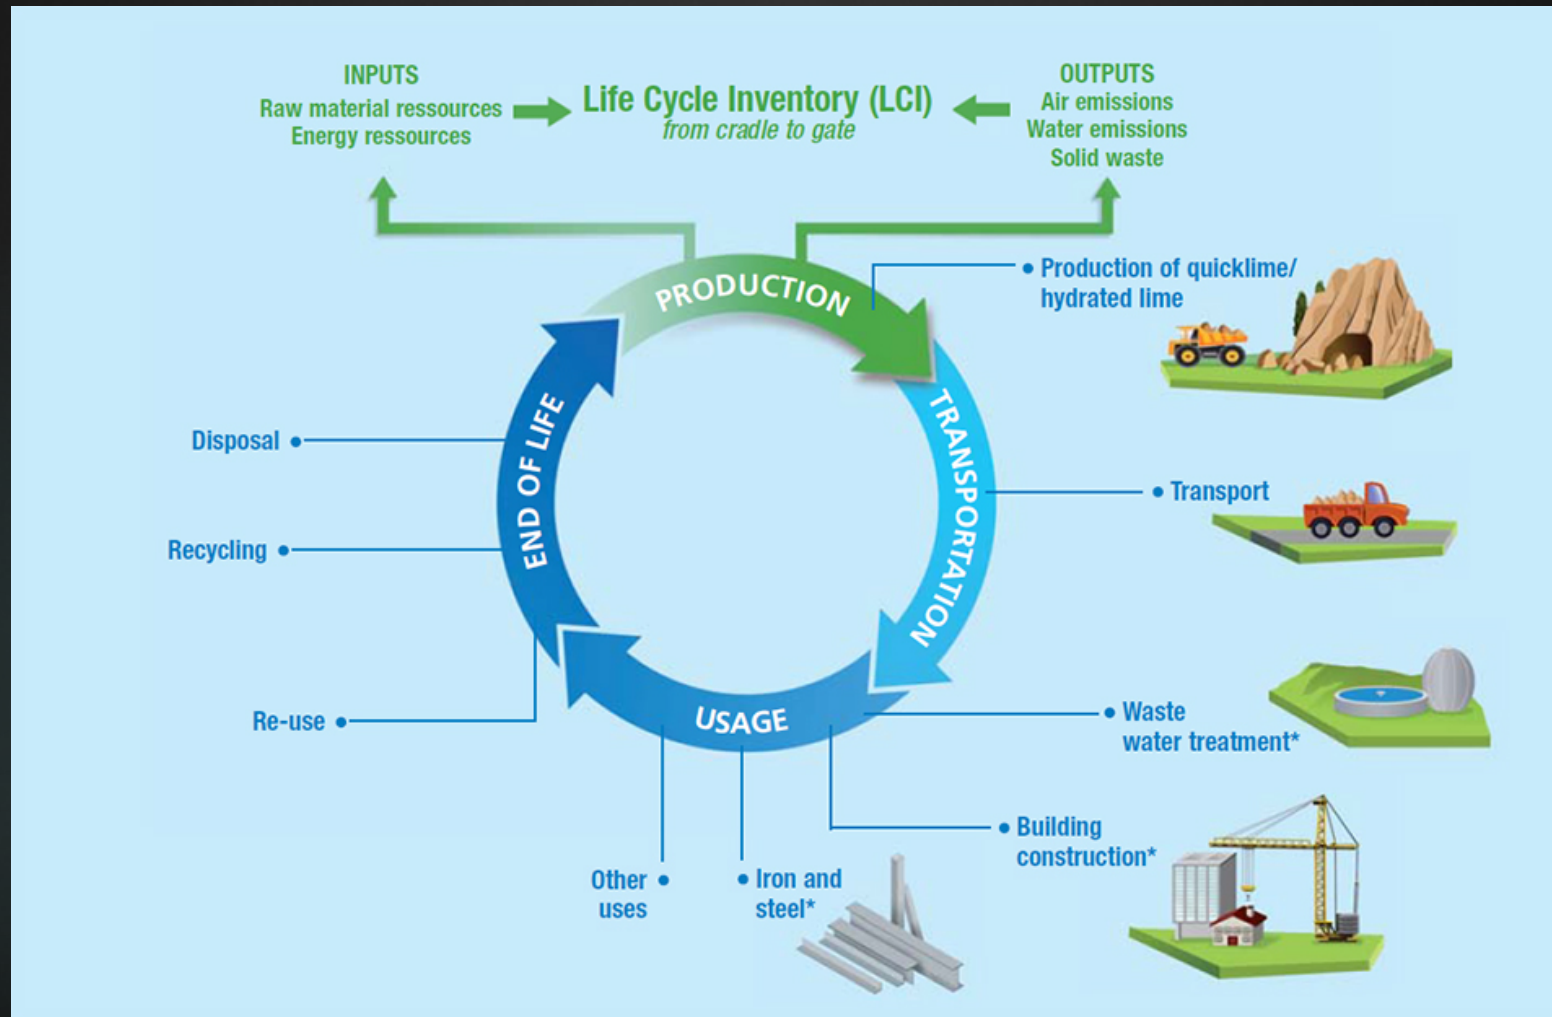 INPUTS
Raw material ressources
Energy ressources
Life Cycle Inventory (LCI)
from cradle to gate
OUTPUTS
Air emissions
Water emissions
Solid waste
PRODUCTION
• Production of quicklime/
hydrated lime
TRANSPORTATION
• Transport
USAGE
• Waste
water treatment*
• Building
construction*
• Iron and
steel*
Other •
uses
END OF LIFE
Disposal •
Recycling •
Re-use •